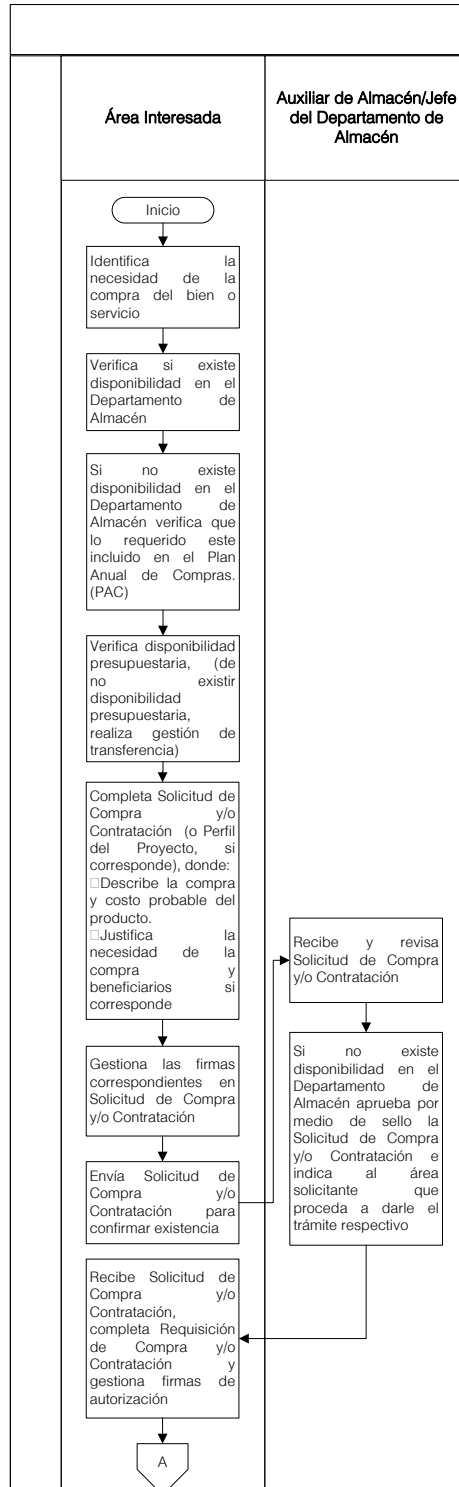 Área Interesada
Auxiliar de Almacén/Jefe
del Departamento de
Almacén
Inicio
Identifica la
necesidad de la
compra del bien o
servicio
Verifica si existe
disponibilidad en el
Departamento de
Almacén
Si no existe
disponibilidad en el
Departamento de
Almacén verifica que
lo requerido este
incluido en el Plan
Anual de Compras.
(PAC)
Verifica disponibilidad
presupuestaria, (de
no existir
disponibilidad
presupuestaria,
realiza gestión de
transferencia)
Completa Solicitud de
Compra y/o
Contratación (o Perfil
del Proyecto, si
corresponde), donde:
□Describe la compra
y costo probable del
producto.
□Justifica la
necesidad de la
compra y
beneficiarios si
corresponde
Gestiona las firmas
correspondientes en
Solicitud de Compra
y/o Contratación
Envía Solicitud de
Compra y/o
Contratación para
confirmar existencia
Recibe y revisa
Solicitud de Compra
y/o Contratación
Si no existe
disponibilidad en el
Departamento de
Almacén aprueba por
medio de sello la
Solicitud de Compra
y/o Contratación e
indica al área
solicitante que
proceda a darle el
trámite respectivo
Recibe Solicitud de
Compra y/o
Contratación,
completa Requisición
de Compra y/o
Contratación y
gestiona firmas de
autorización
A